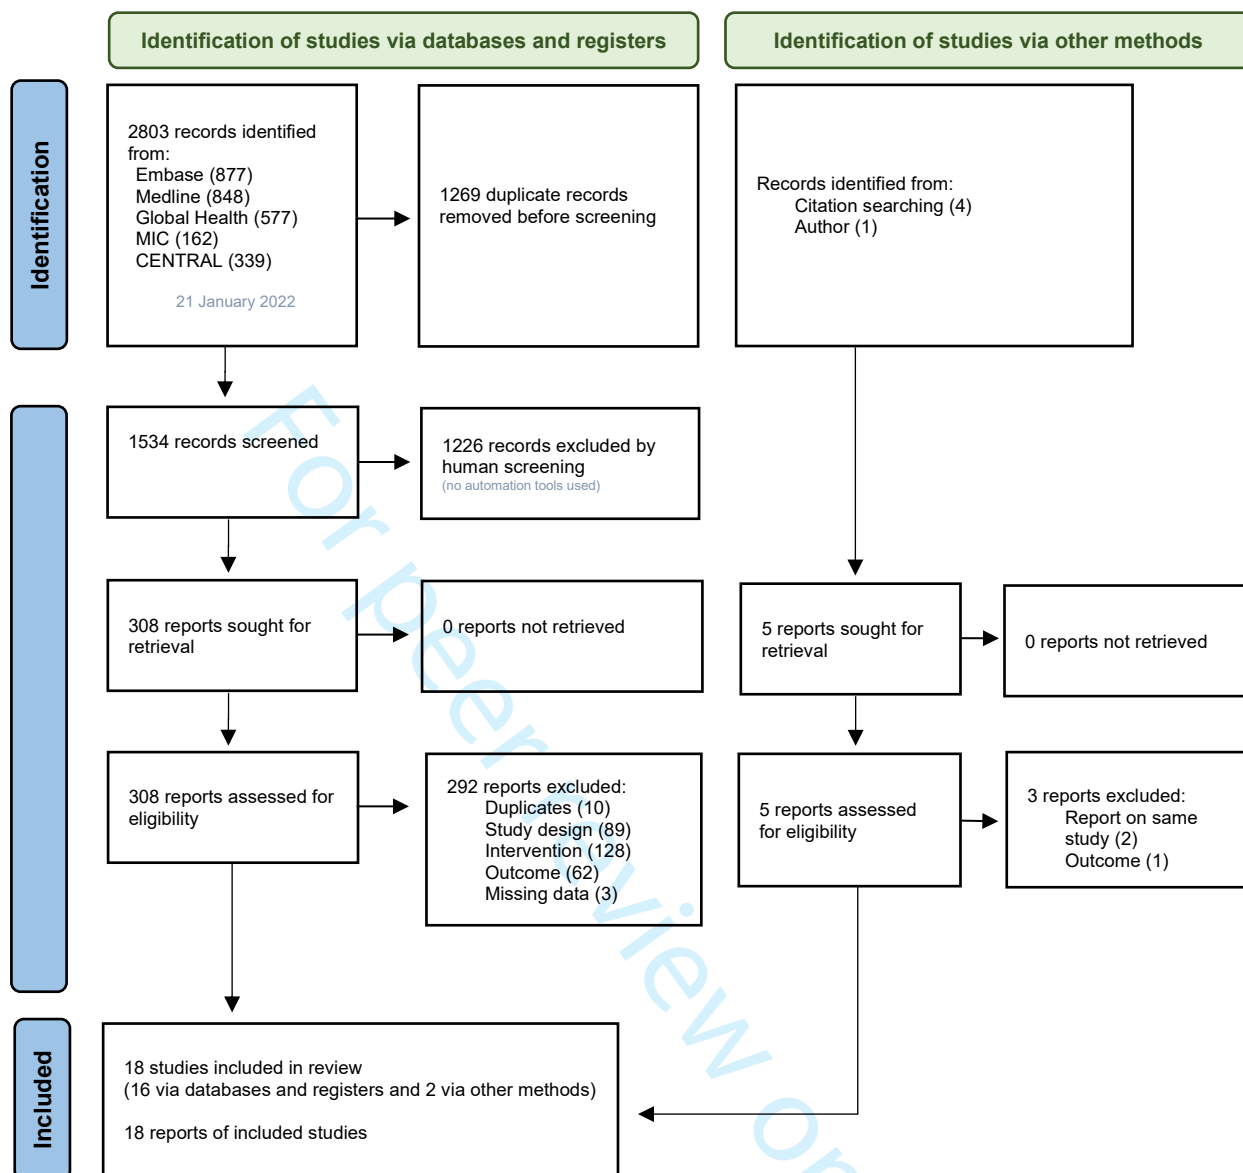 Identification of studies via databases and registers
Identification of studies via other methods
Identification
2803 records identified
from:
Embase (877)
Medline (848)
Global Health (577)
MIC (162)
CENTRAL (339)
21 January 2022
1269 duplicate records
removed before screening
Records identified from:
Citation searching (4)
Author (1)
1534 records screened
1226 records excluded by
human screening
(no automation tools used)
308 reports sought for
retrieval
0 reports not retrieved
5 reports sought for
retrieval
0 reports not retrieved
308 reports assessed for
eligibility
292 reports excluded:
Duplicates (10)
Study design (89)
Intervention (128)
Outcome (62)
Missing data (3)
5 reports assessed
for eligibility
3 reports excluded:
Report on same
study (2)
Outcome (1)
Included
18 studies included in review
(16 via databases and registers and 2 via other methods)
18 reports of included studies
For peer review on